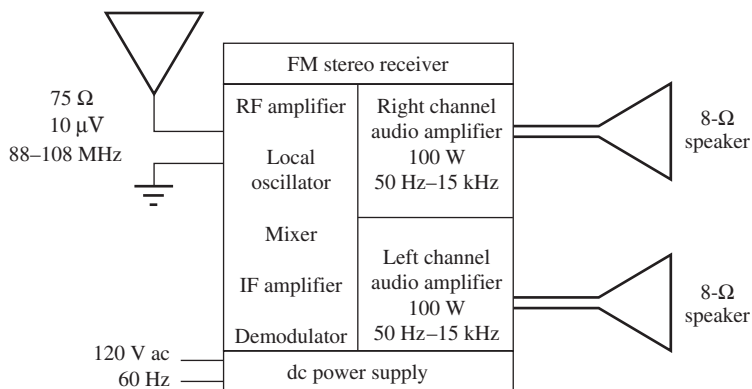 FM stereo receiver
75 Ω
10 μV
88–108 MHz
RF amplifier
Local
oscillator
Mixer
IF amplifier
Demodulator
Right channel
audio amplifier
100 W
50 Hz–15 kHz
8-Ω
speaker
Left channel
audio amplifier
100 W
50 Hz–15 kHz
8-Ω
speaker
120 V ac
60 Hz
dc power supply